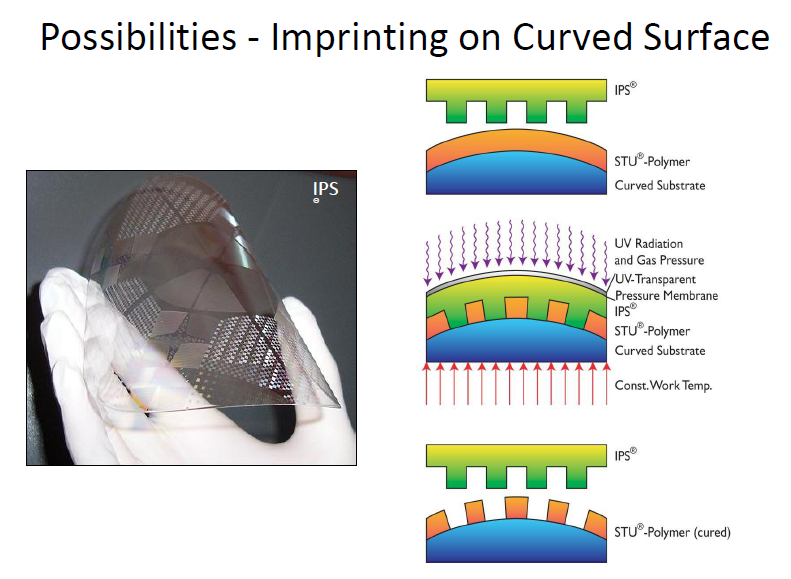 Possibilities - Imprinting on Curved Surface
IPS
®
IPS®
STU®-Polymer
Curved Substrate
UV Radiation
and Gas Pressure
UV-Transparent
Pressure Membrane
IPS®
STU®-Polymer
Curved Substrate
Const. Work Temp.
IPS®
STU®-Polymer (cured)